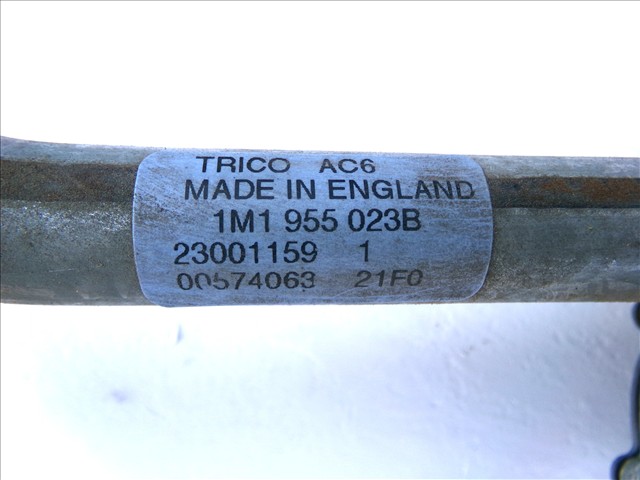 TRICO AC6
MADE IN ENGLAND
1M1 955 023B
23001159 1
00574063 21F0